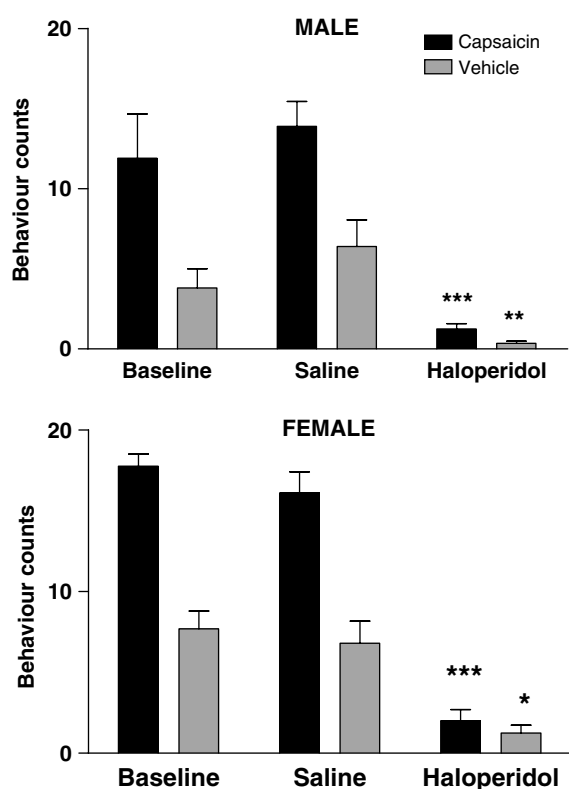 MALE
Capsaicin
Vehicle
Behaviour counts
20
10
0
*** **
Baseline Saline Haloperidol
FEMALE
Behaviour counts
20
10
0
*** *
Baseline Saline Haloperidol